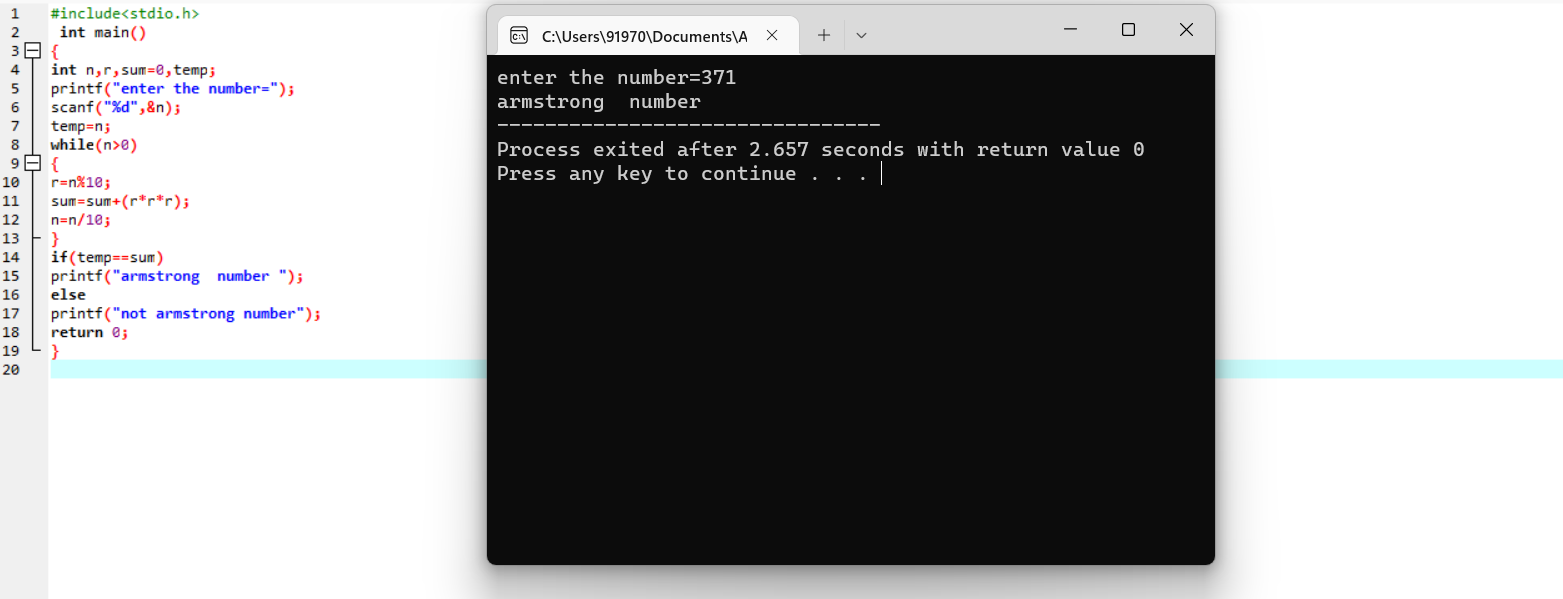 1 #include<stdio.h>
2  int main()
3 {
4 int n,r,sum=0,temp;
5 printf("enter the number=");
6 scanf("%d",&n);
7 temp=n;
8 while(n>0)
9 {
10 r=n%10;
11 sum=sum+(r*r*r);
12 n=n/10;
13 }
14 if(temp==sum)
15 printf("armstrong  number ");
16 else
17 printf("not armstrong number");
18 return 0;
19 }
20
C:\Users\91970\Documents\A
enter the number=371
armstrong  number
--------------------------------
Process exited after 2.657 seconds with return value 0
Press any key to continue . . .